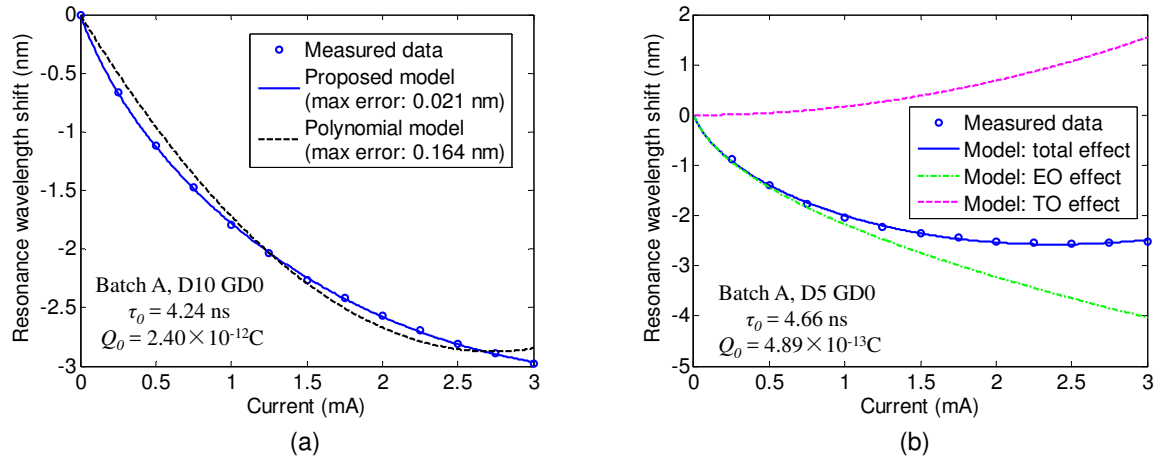 Resonance wavelength shift (nm)
0
-0.5
-1
-1.5
-2
-2.5
-3
Measured data
Proposed model
(max error: 0.021 nm)
Polynomial model
(max error: 0.164 nm)
Batch A, D10 GD0
τ0 = 4.24 ns
Q0 = 2.40×10-12C
0 0.5 1 1.5 2 2.5 3
Current (mA)
(a)
Resonance wavelength shift (nm)
2
1
0
-1
-2
-3
-4
-5
Measured data
Model: total effect
Model: EO effect
Model: TO effect
Batch A, D5 GD0
τ0 = 4.66 ns
Q0 = 4.89×10-13C
0 0.5 1 1.5 2 2.5 3
Current (mA)
(b)